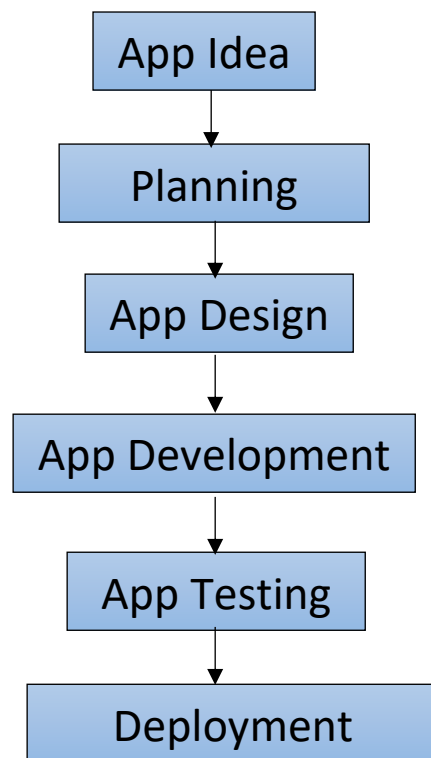 App Idea
Planning
App Design
App Development
App Testing
Deployment